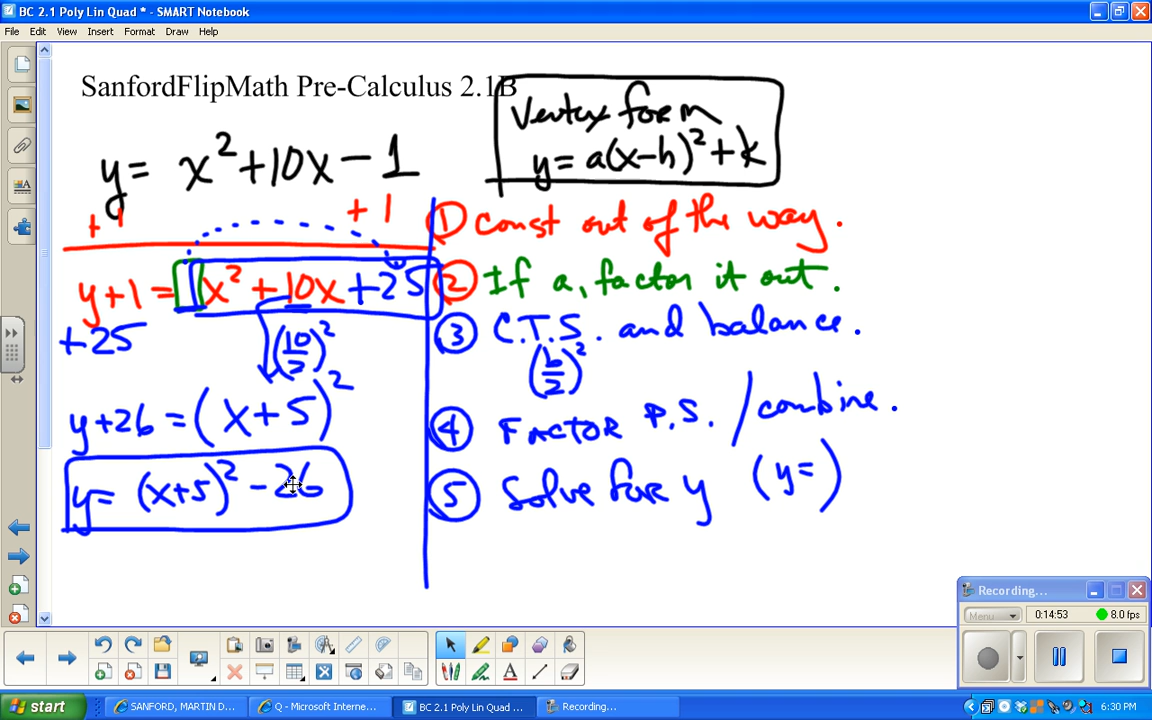 BC 2.1 Poly Lin Quad * - SMART Notebook
File Edit View Insert Format Draw Help
SanfordFlipMath Pre-Calculus 2.1B
Vertex form
y = a(x-h)² + k
y = x² + 10x - 1
+1 +1
① Const out of the way.
y + 1 = 1(x² + 10x + 25
② If a, factor it out.
+25
(10/2)²
③ C.T.S. and balance.
(b/2)²
y + 26 = (x + 5)²
④ Factor P.S. / combine.
y = (x+5)² - 26
⑤ Solve for y (y= )
Recording...
Menu
0:14:53
8.0 fps
start
SANFORD, MARTIN D...
Q - Microsoft Interne...
BC 2.1 Poly Lin Quad ...
Recording...
6:30 PM